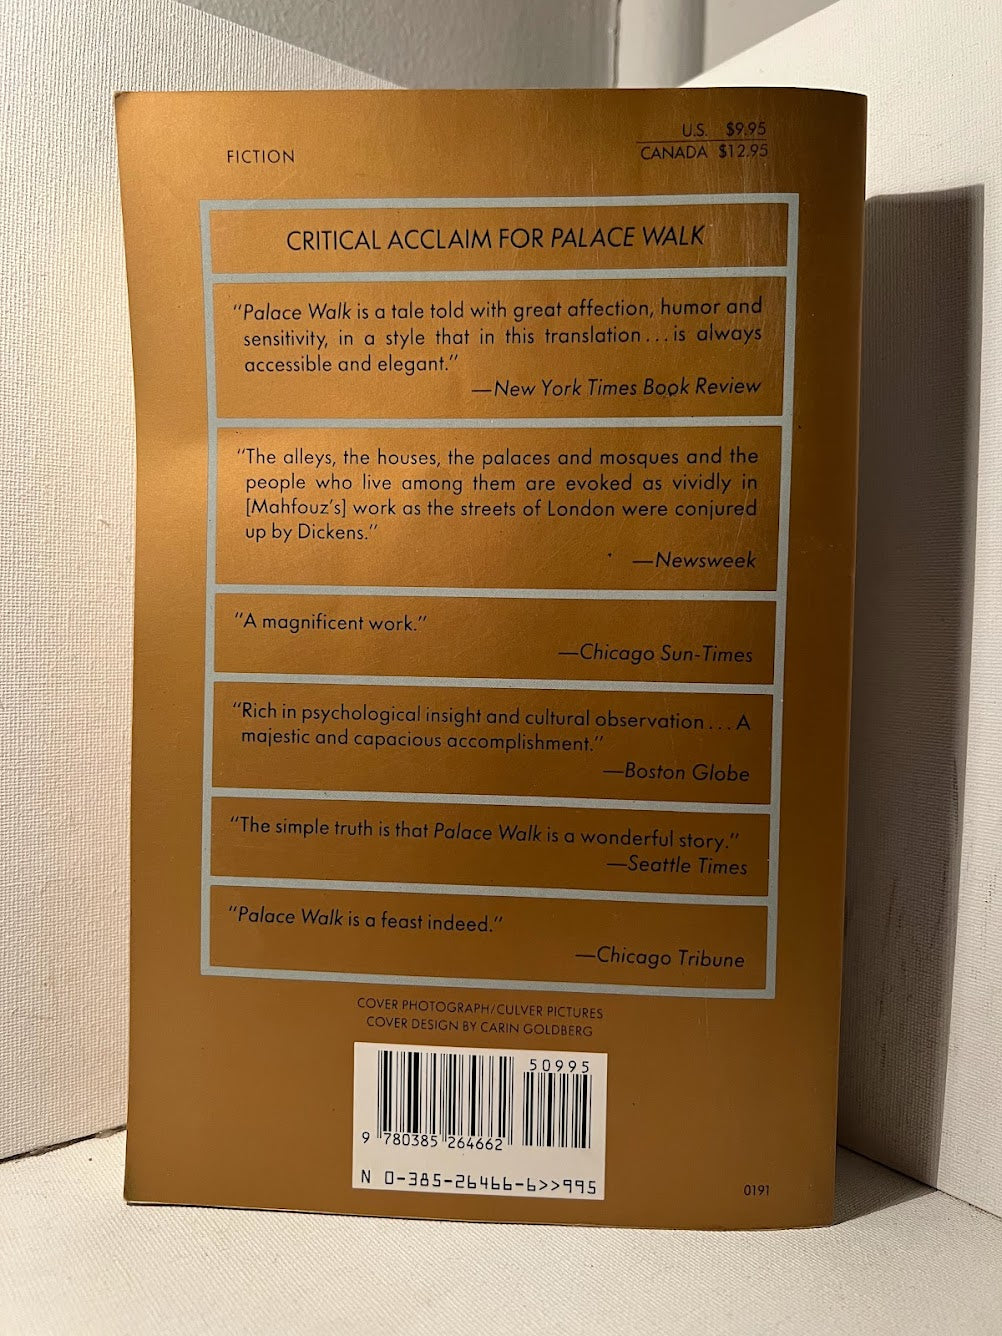 FICTION
U.S. $9.95
CANADA $12.95
CRITICAL ACCLAIM FOR PALACE WALK
“Palace Walk is a tale told with great affection, humor and
sensitivity, in a style that in this translation . . . is always
accessible and elegant.”
—New York Times Book Review
“The alleys, the houses, the palaces and mosques and the
people who live among them are evoked as vividly in
[Mahfouz’s] work as the streets of London were conjured
up by Dickens.”
—Newsweek
“A magnificent work.”
—Chicago Sun-Times
“Rich in psychological insight and cultural observation . . . A
majestic and capacious accomplishment.”
—Boston Globe
“The simple truth is that Palace Walk is a wonderful story.”
—Seattle Times
“Palace Walk is a feast indeed.”
—Chicago Tribune
COVER PHOTOGRAPH/CULVER PICTURES
COVER DESIGN BY CARIN GOLDBERG
50995
9 780385 264662
N 0-385-26466-6>>995
0191